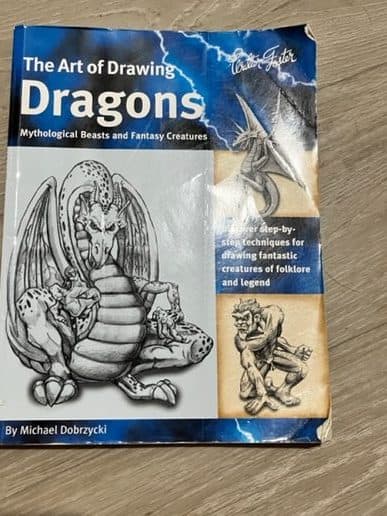 The Art of Drawing
Dragons
Mythological Beasts and Fantasy Creatures
Walter Foster
step-by-
step techniques for
drawing fantastic
creatures of folklore
and legend
By Michael Dobrzycki